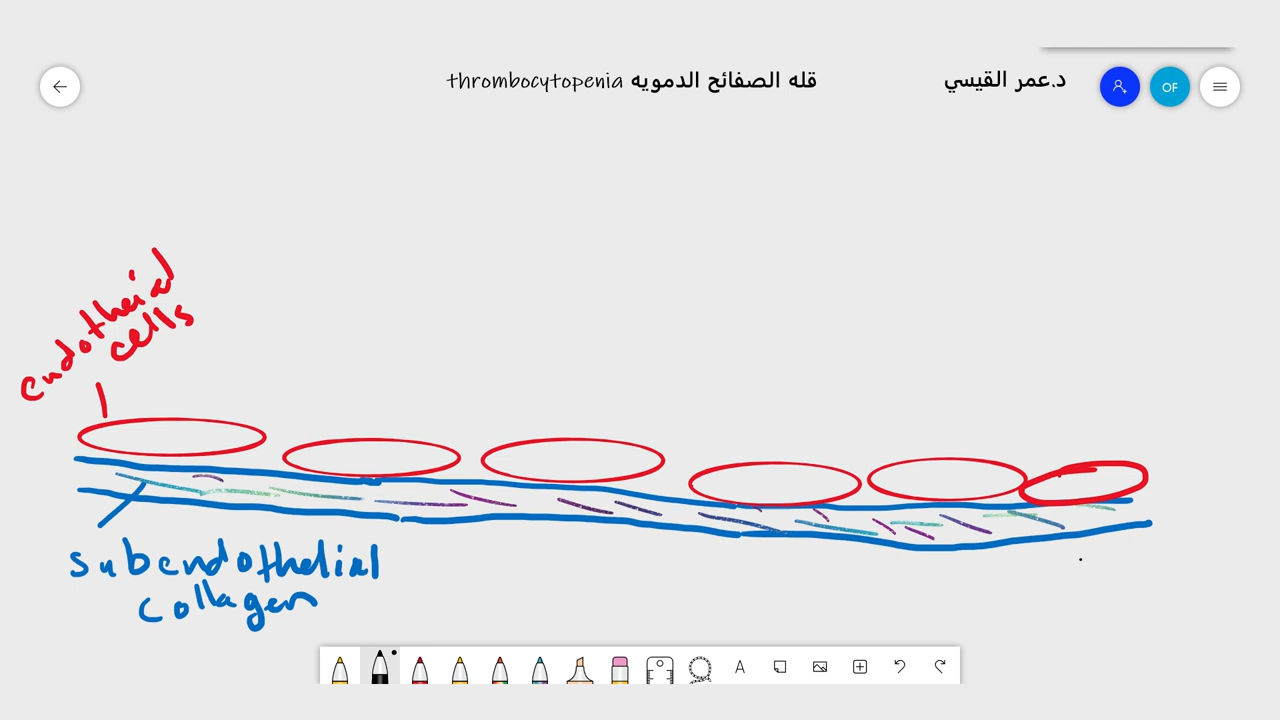 thrombocytopenia قله الصفائح الدمويه
د.عمر القيسي
OF
endothelial
cells
subendothelial
collagen
A